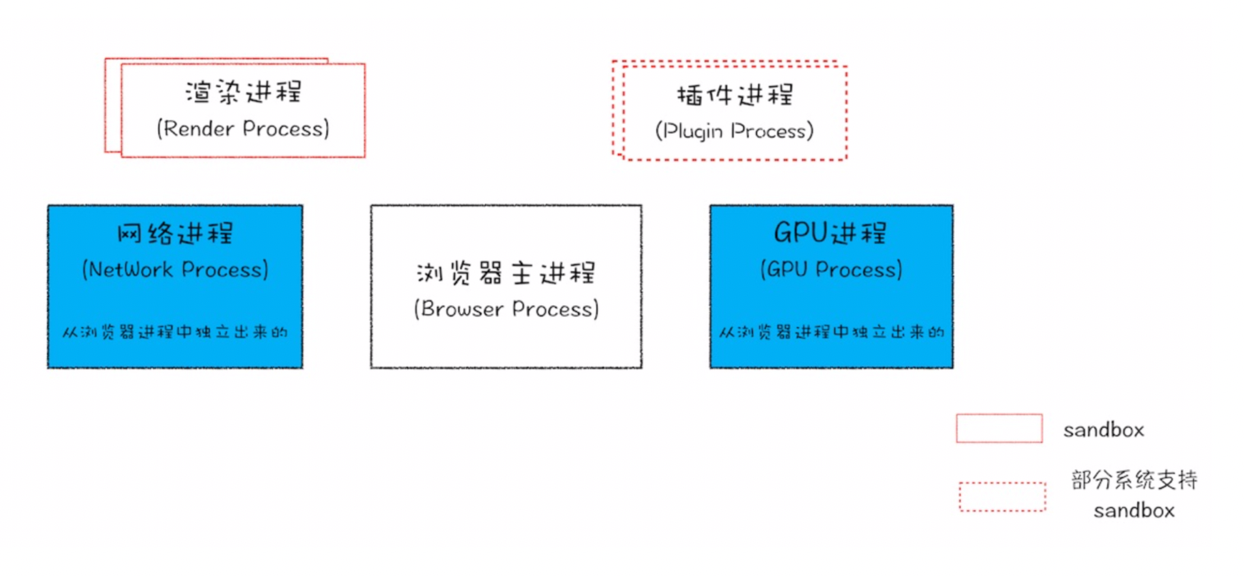 渲染进程
(Render Process)
插件进程
(Plugin Process)
网络进程
(NetWork Process)
从浏览器进程中独立出来的
浏览器主进程
(Browser Process)
GPU进程
(GPU Process)
从浏览器进程中独立出来的
sandbox
部分系统支持
sandbox